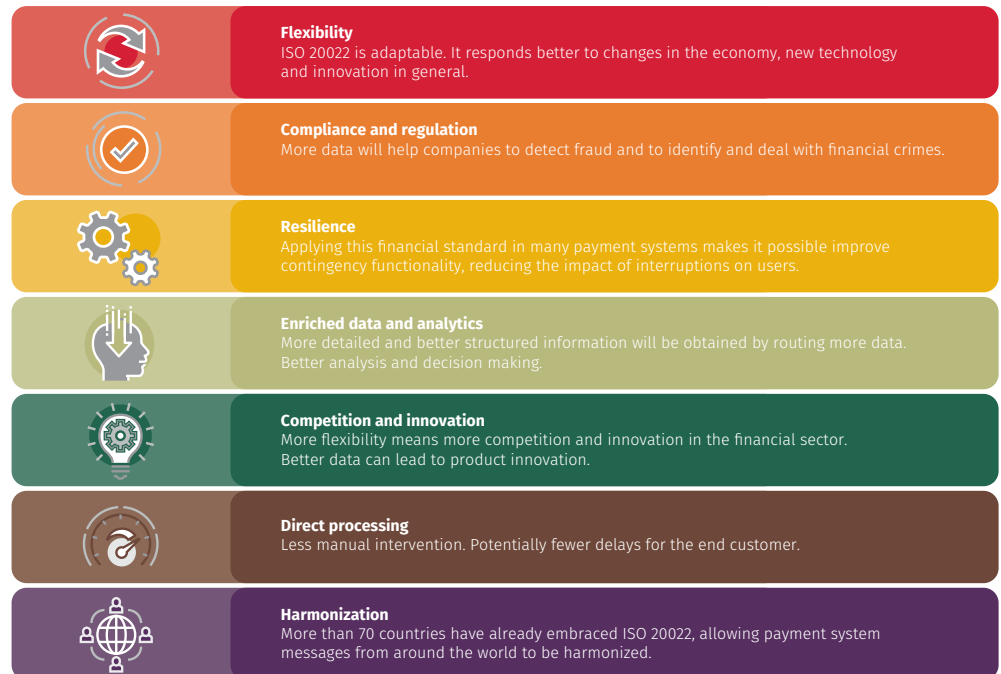 Flexibility
ISO 20022 is adaptable. It responds better to changes in the economy, new technology
and innovation in general.
Compliance and regulation
More data will help companies to detect fraud and to identify and deal with financial crimes.
Resilience
Applying this financial standard in many payment systems makes it possible improve
contingency functionality, reducing the impact of interruptions on users.
Enriched data and analytics
More detailed and better structured information will be obtained by routing more data.
Better analysis and decision making.
Competition and innovation
More flexibility means more competition and innovation in the financial sector.
Better data can lead to product innovation.
Direct processing
Less manual intervention. Potentially fewer delays for the end customer.
Harmonization
More than 70 countries have already embraced ISO 20022, allowing payment system
messages from around the world to be harmonized.